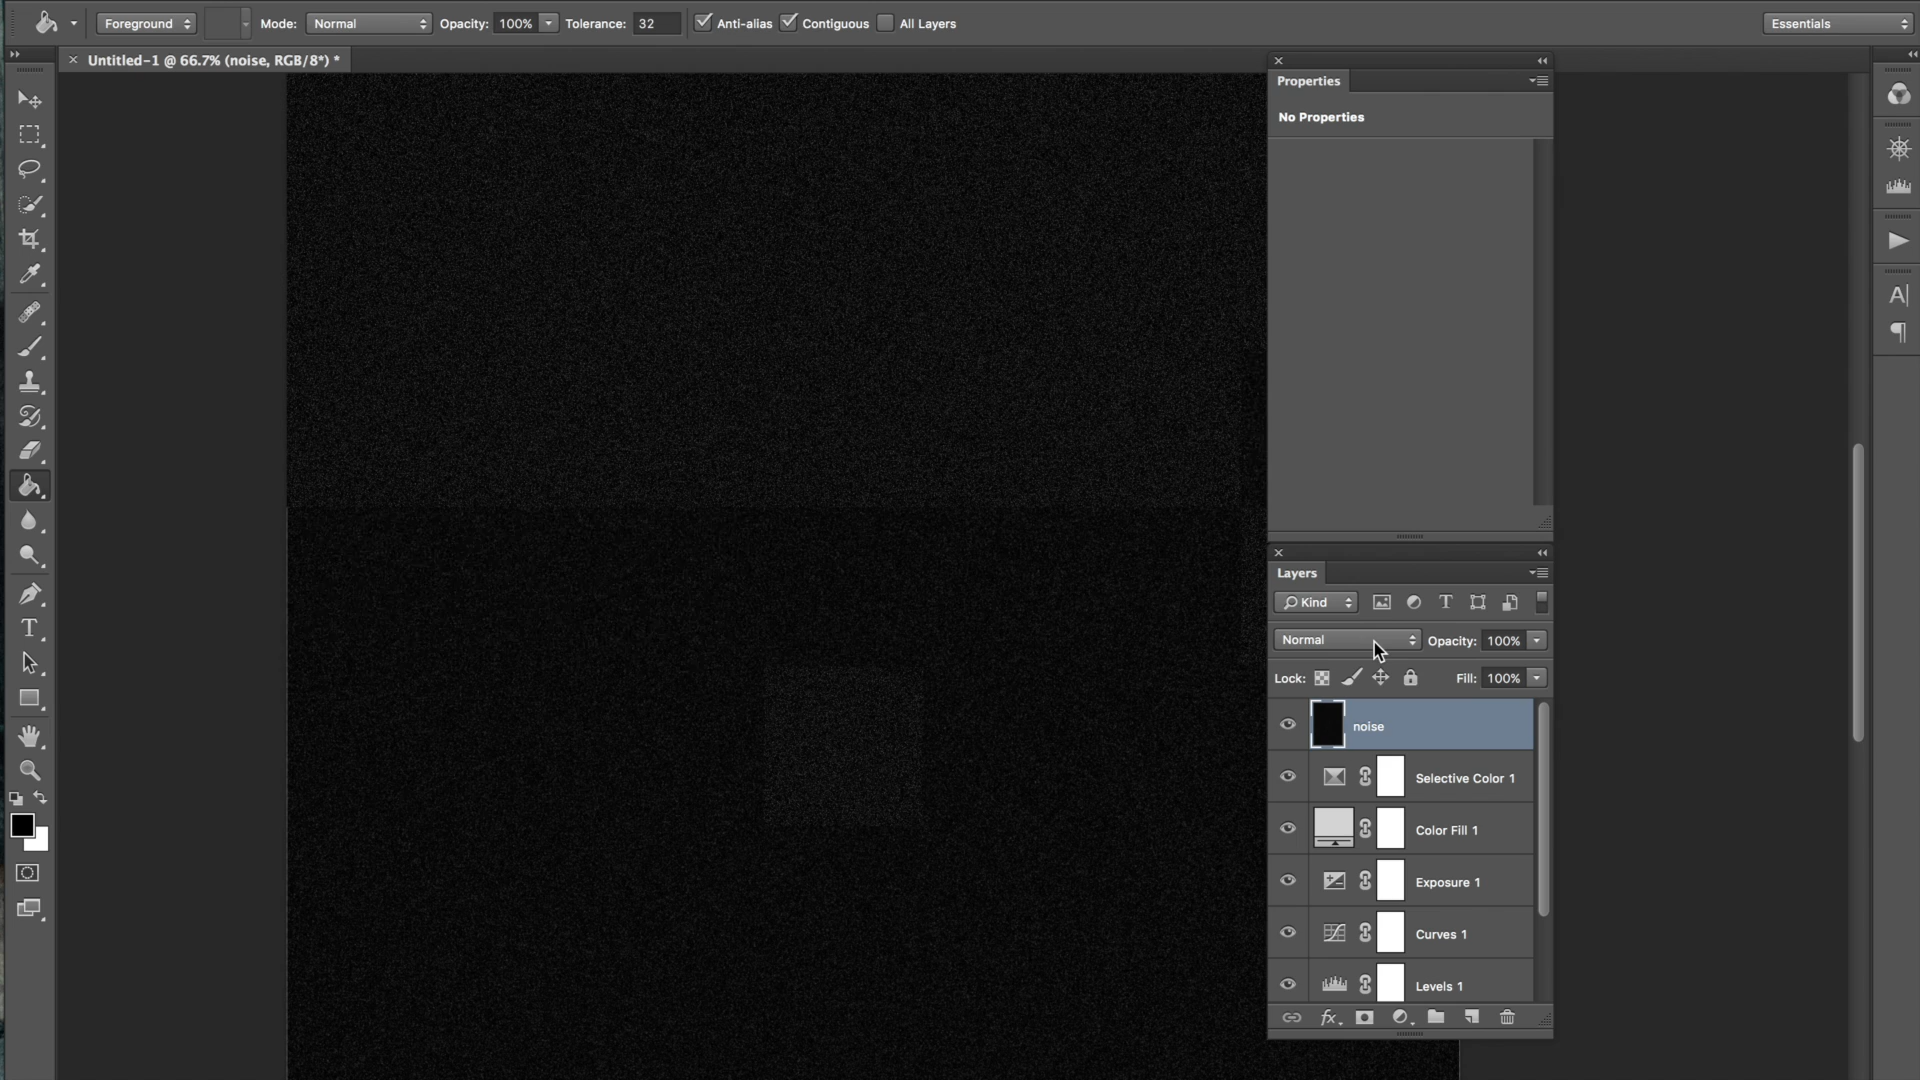 Foreground Mode: Normal Opacity: 100% Tolerance: 32 Anti-alias Contiguous All Layers Essentials
Untitled-1 @ 66.7% (noise, RGB/8*) *
Properties
No Properties
Layers
Kind
Normal Opacity: 100%
Lock: Fill: 100%
noise
Selective Color 1
Color Fill 1
Exposure 1
Curves 1
Levels 1